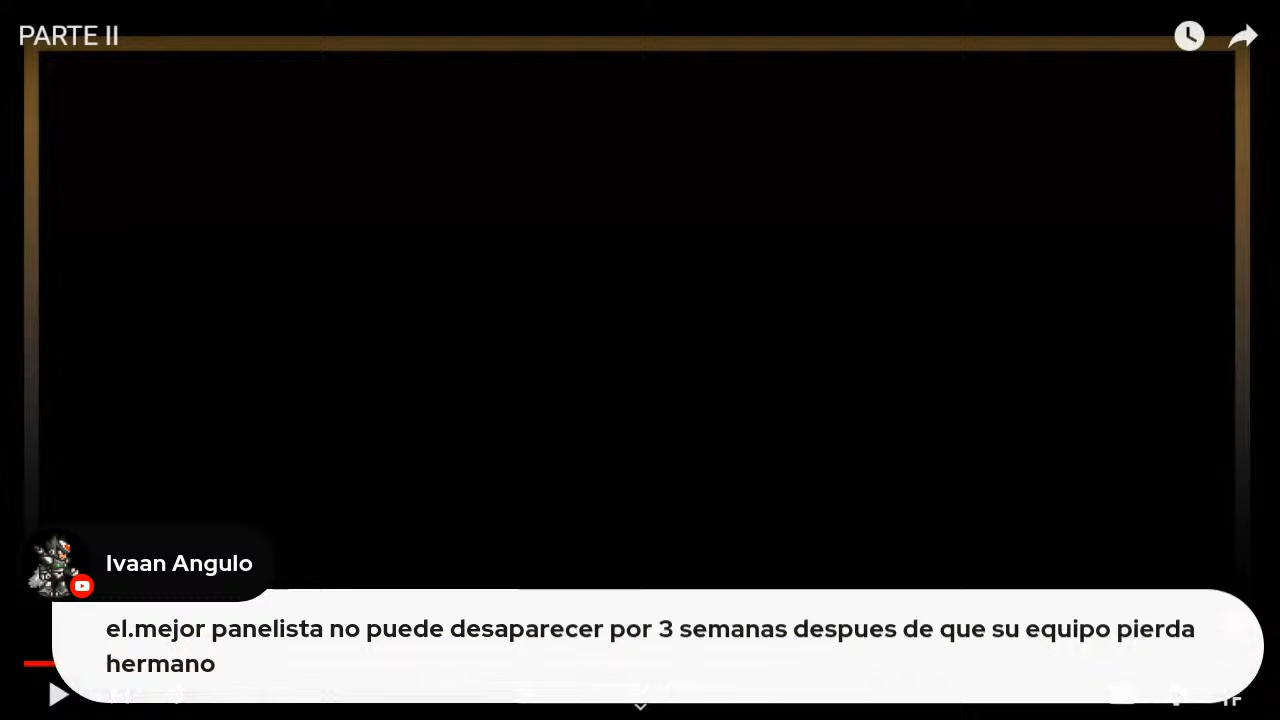 PARTE II
Ivaan Angulo
el.mejor panelista no puede desaparecer por 3 semanas despues de que su equipo pierda
hermano